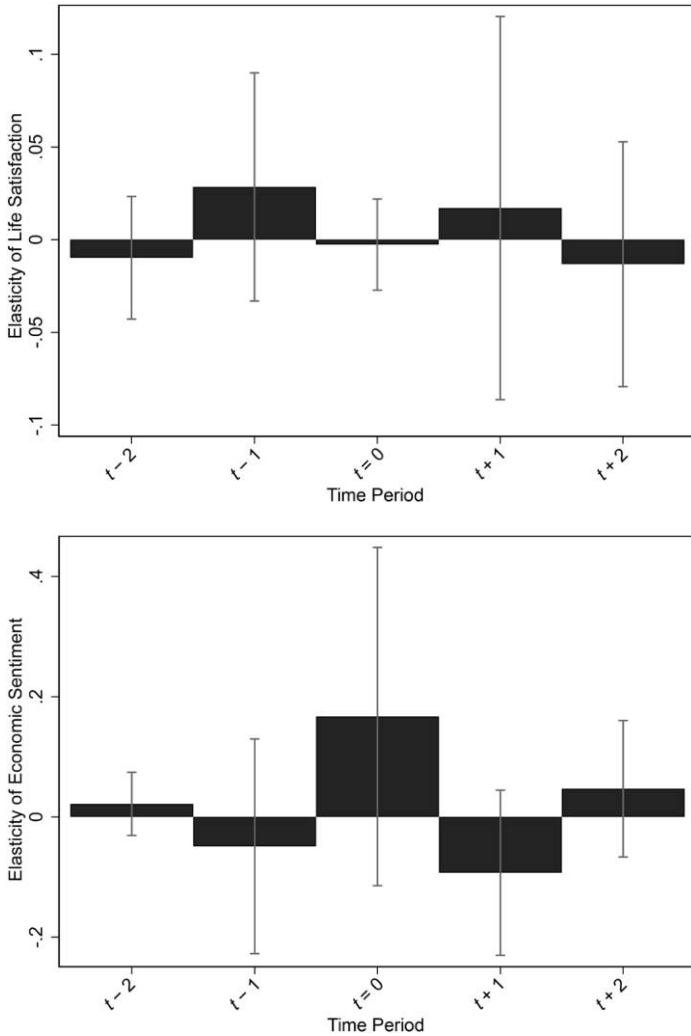 Elasticity of Life Satisfaction
.1
.05
0
-.05
-.1
t − 2
t − 1
t = 0
t + 1
t + 2
Time Period
Elasticity of Economic Sentiment
.4
.2
0
-.2
t − 2
t − 1
t = 0
t + 1
t + 2
Time Period